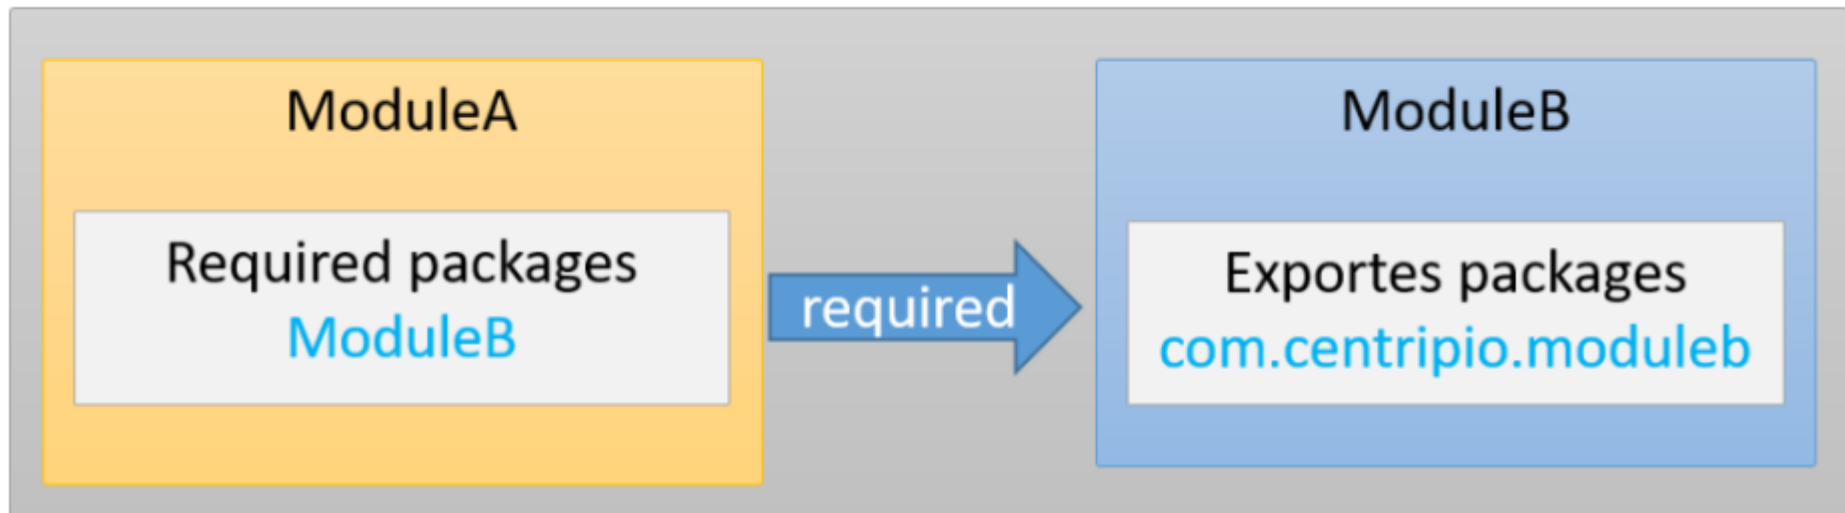 ModuleA
Required packages
ModuleB
required
ModuleB
Exportes packages
com.centripio.moduleb